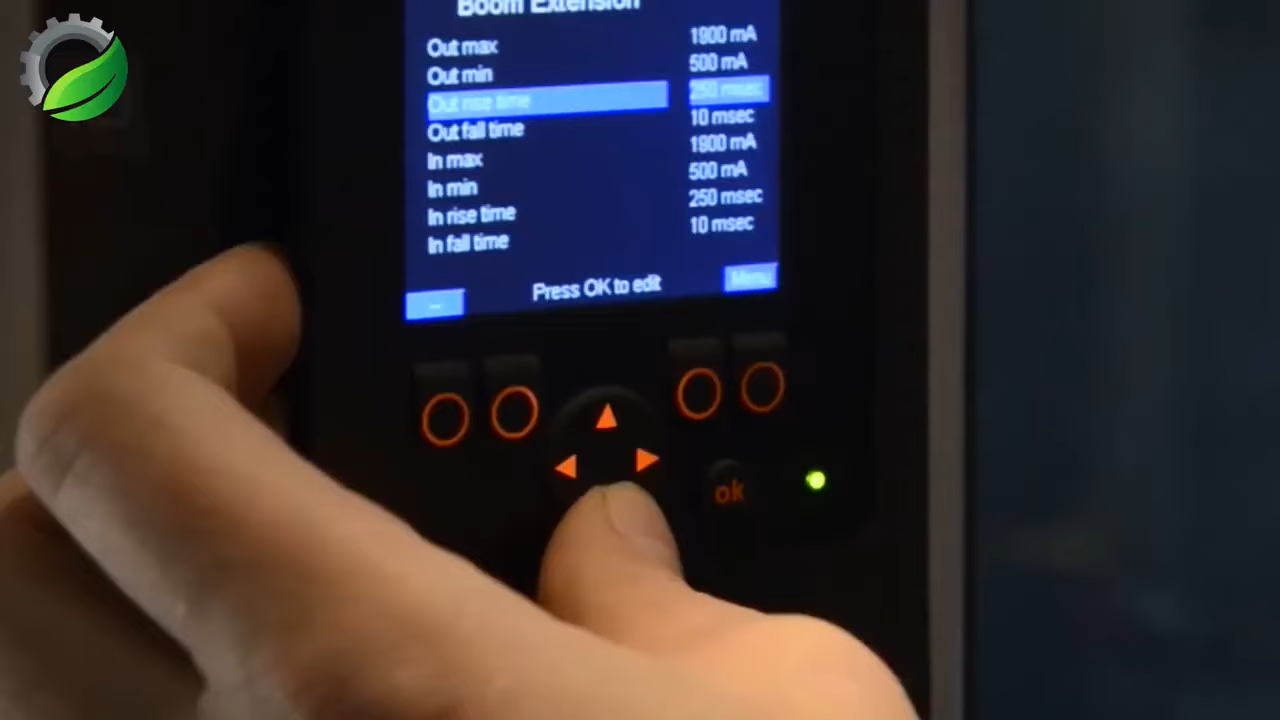 Boom Extension
Out max 1900 mA
Out min 500 mA
Out rise time 250 msec
Out fall time 10 msec
In max 1900 mA
In min 500 mA
In rise time 250 msec
In fall time 10 msec
Press OK to edit
Menu
ok